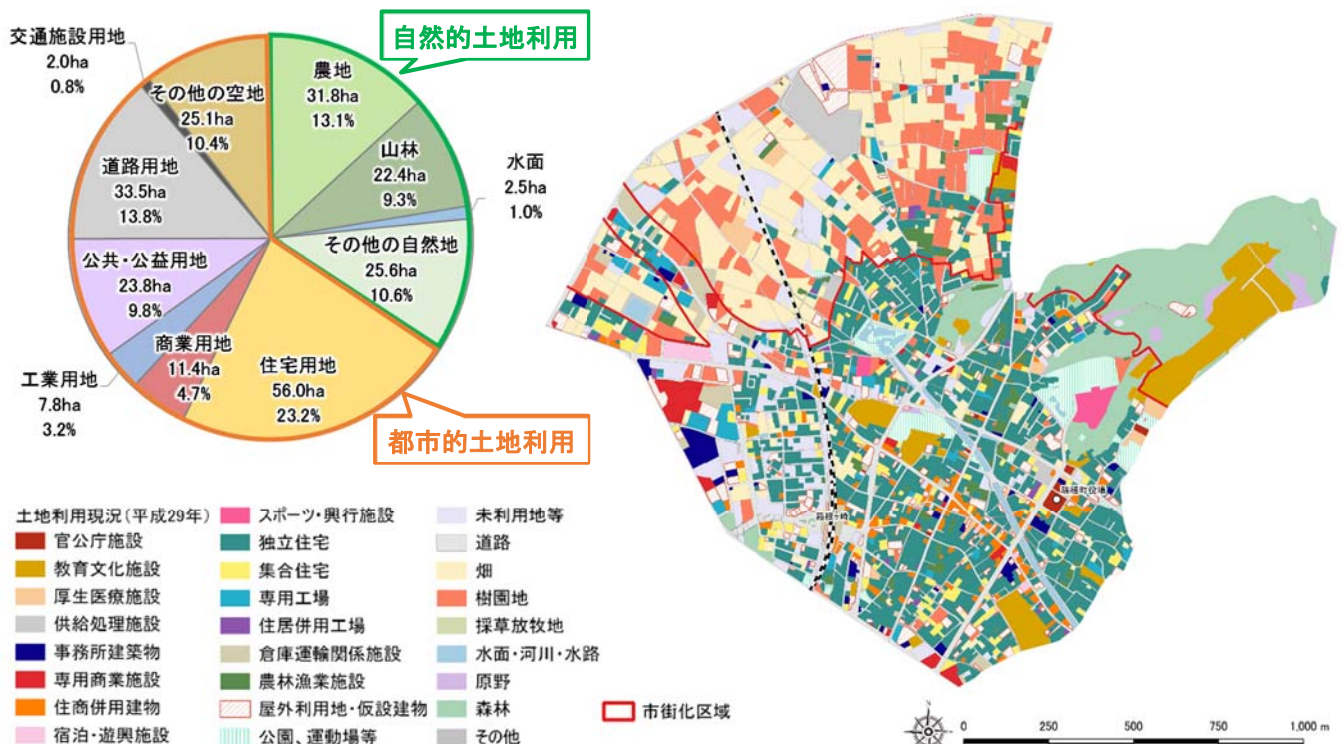 自然的土地利用
交通施設用地
2.0ha
0.8%
その他の空地
25.1ha
10.4%
農地
31.8ha
13.1%
山林
22.4ha
9.3%
水面
2.5ha
1.0%
道路用地
33.5ha
13.8%
その他の自然地
25.6ha
10.6%
公共・公益用地
23.8ha
9.8%
商業用地
11.4ha
4.7%
住宅用地
56.0ha
23.2%
工業用地
7.8ha
3.2%
都市的土地利用
土地利用現況(平成29年)
官公庁施設
教育文化施設
厚生医療施設
供給処理施設
事務所建築物
専用商業施設
住商併用建物
宿泊・遊興施設
スポーツ・興行施設
独立住宅
集合住宅
専用工場
住居併用工場
倉庫運輸関係施設
農林漁業施設
屋外利用地・仮設建物
公園、運動場等
未利用地等
道路
畑
樹園地
採草放牧地
水面・河川・水路
原野
森林
その他
市街化区域
瑞穂町役場
箱根ヶ崎
N
0 250 500 750 1,000 m